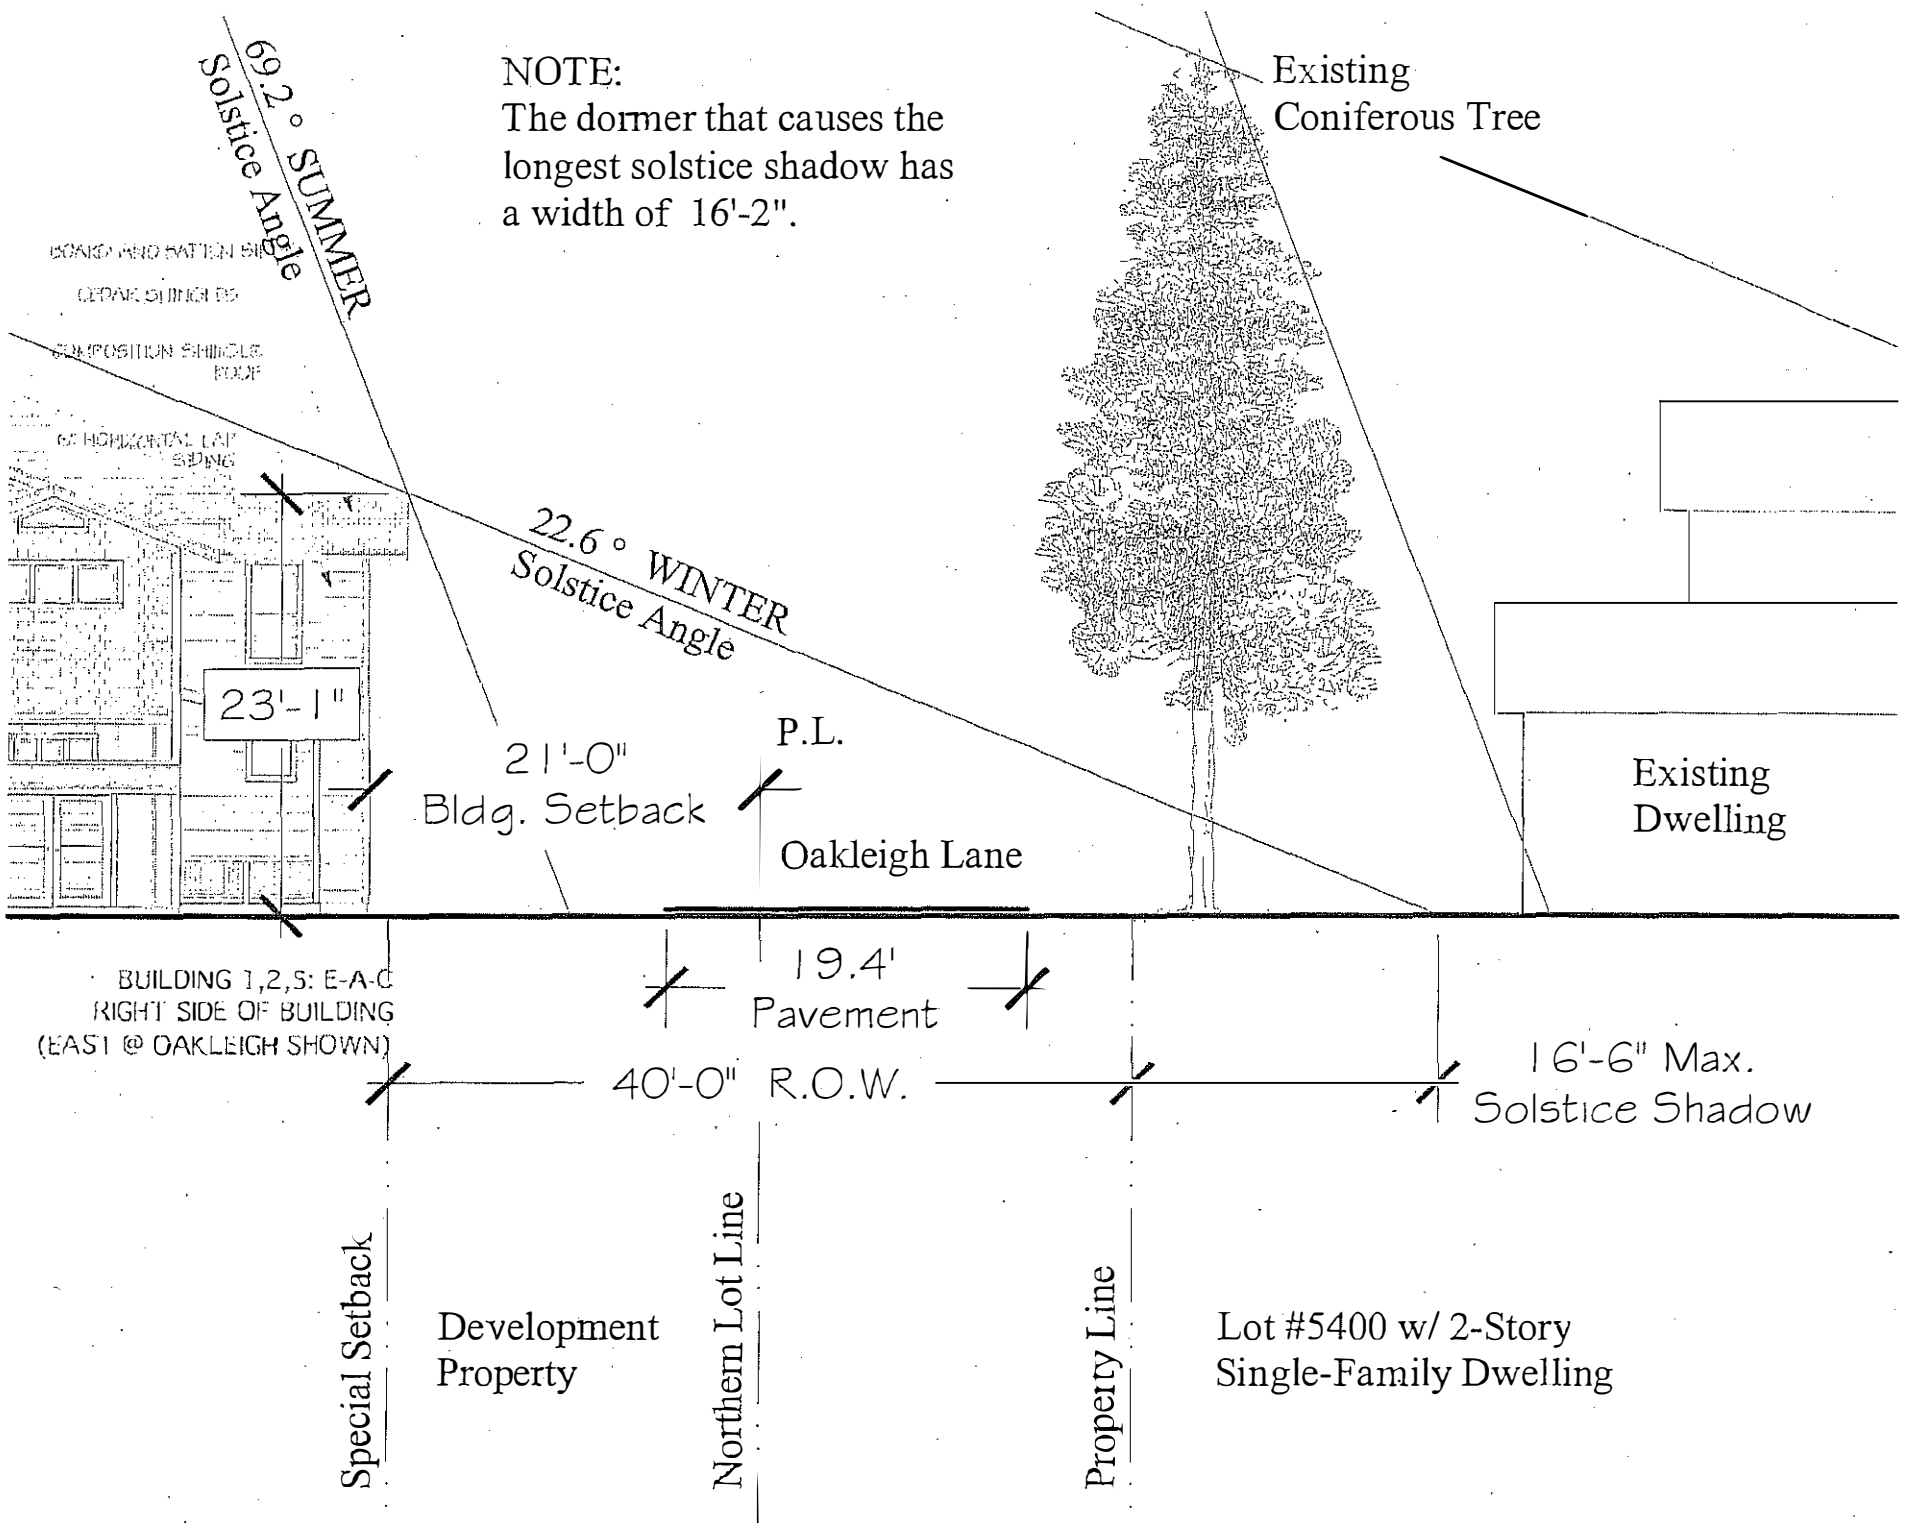 69.2 ° SUMMER
Solstice Angle
NOTE:
The dormer that causes the
longest solstice shadow has
a width of 16'-2".
Existing
Coniferous Tree
BOARD AND BATTEN
CEDAR SHINGLES
COMPOSITION SHINGLE
ROOF
HORIZONTAL LAP
SIDING
22.6 ° WINTER
Solstice Angle
23'-1"
21'-0"
Bldg. Setback
P.L.
Oakleigh Lane
Existing
Dwelling
BUILDING 1,2,5: E-A-C
RIGHT SIDE OF BUILDING
(EAST @ OAKLEIGH SHOWN)
19.4'
Pavement
40'-0" R.O.W.
16'-6" Max.
Solstice Shadow
Special Setback
Development
Property
Northern Lot Line
Property Line
Lot #5400 w/ 2-Story
Single-Family Dwelling